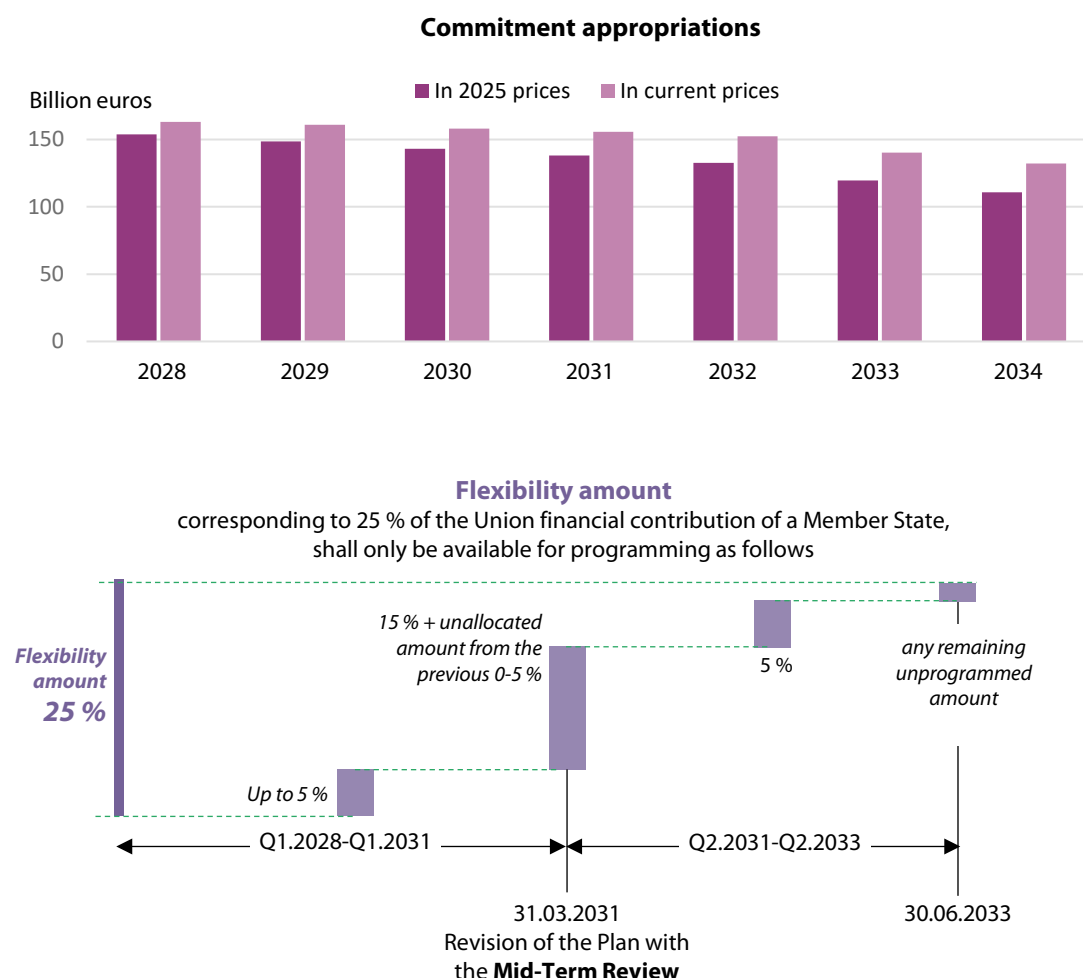 Commitment appropriations
Billion euros
In 2025 prices
In current prices
150
100
50
0
2028
2029
2030
2031
2032
2033
2034
Flexibility amount
corresponding to 25 % of the Union financial contribution of a Member State,
shall only be available for programming as follows
Flexibility
amount
25 %
Up to 5 %
15 % + unallocated
amount from the
previous 0-5 %
5 %
any remaining
unprogrammed
amount
Q1.2028-Q1.2031
Q2.2031-Q2.2033
31.03.2031
Revision of the Plan with
the Mid-Term Review
30.06.2033